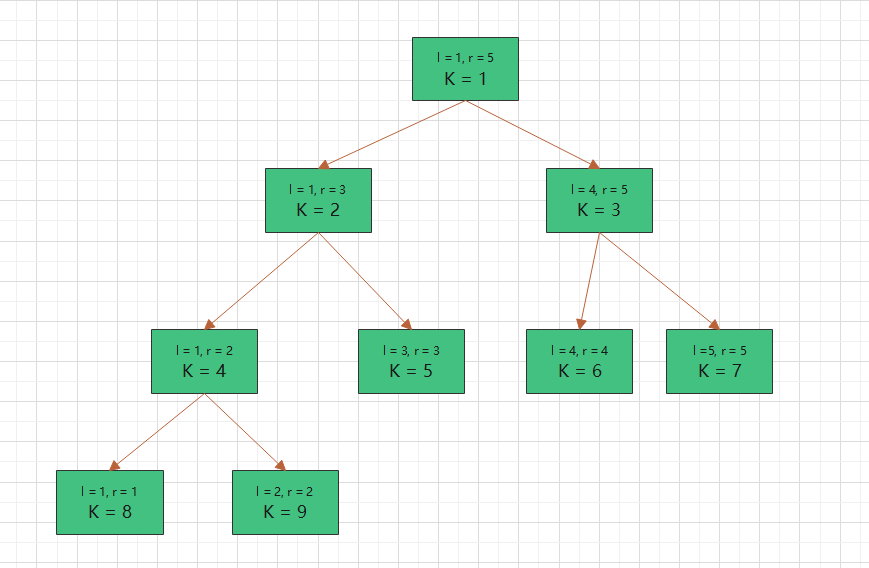 l = 1, r = 5
K = 1
l = 1, r = 3
K = 2
l = 4, r = 5
K = 3
l = 1, r = 2
K = 4
l = 3, r = 3
K = 5
l = 4, r = 4
K = 6
l =5, r = 5
K = 7
l = 1, r = 1
K = 8
l = 2, r = 2
K = 9